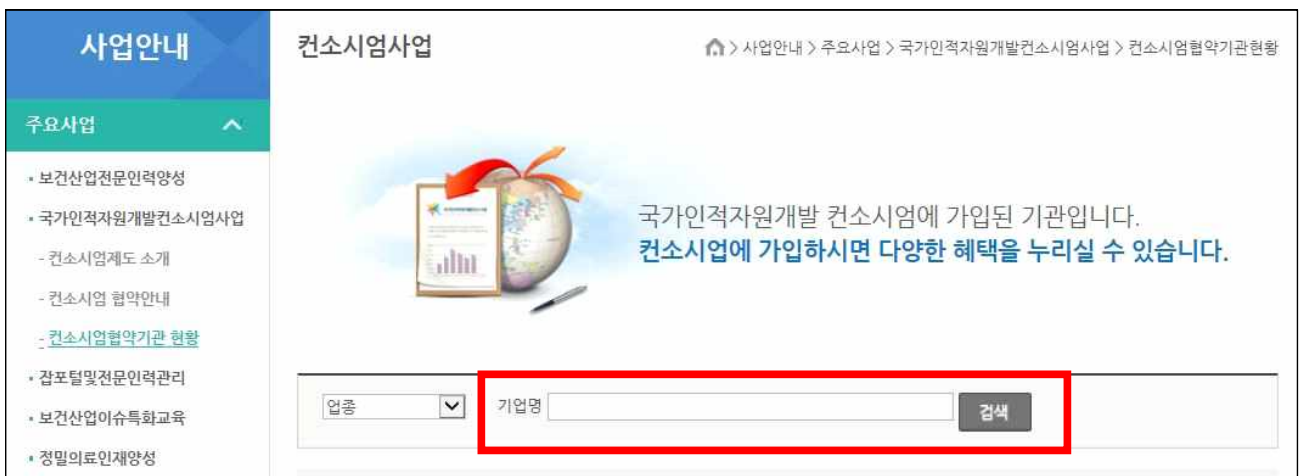 사업안내
컨소시엄사업
> 사업안내 > 주요사업 > 국가인적자원개발컨소시엄사업 > 컨소시엄협약기관현황
주요사업
보건산업전문인력양성
국가인적자원개발컨소시엄사업
- 컨소시엄제도 소개
- 컨소시엄 협약안내
- 컨소시엄협약기관 현황
잡포털및전문인력관리
보건산업이슈특화교육
정밀의료인재양성
국가인적자원개발 컨소시엄에 가입된 기관입니다.
컨소시엄에 가입하시면 다양한 혜택을 누리실 수 있습니다.
업종
기업명
검색